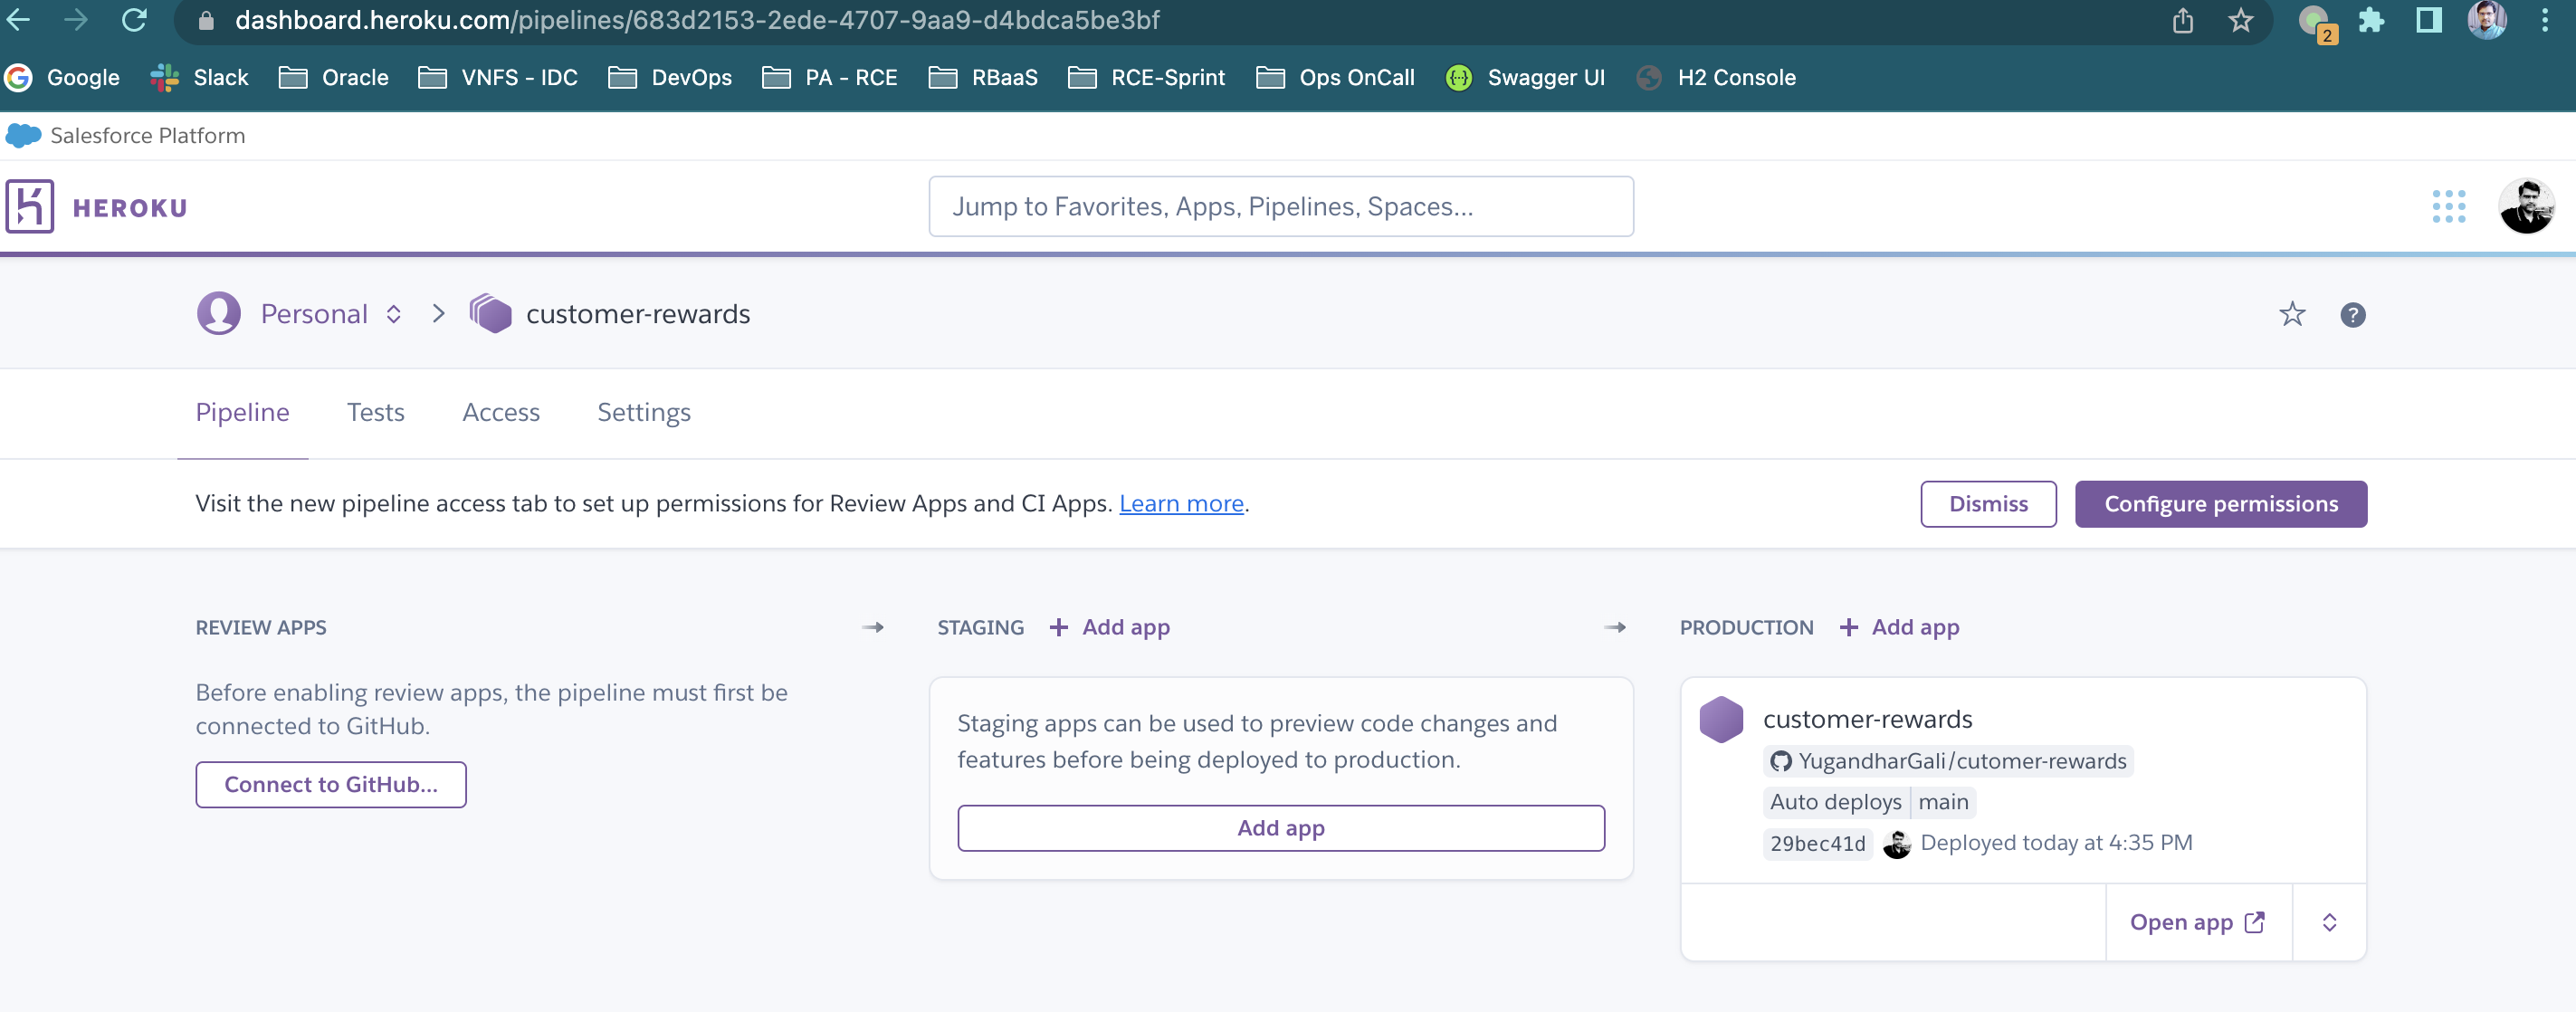 dashboard.heroku.com/pipelines/683d2153-2ede-4707-9aa9-d4bdca5be3bf
2
Google Slack Oracle VNFS - IDC DevOps PA - RCE RBaaS RCE-Sprint Ops OnCall Swagger UI H2 Console
Salesforce Platform
HEROKU
Jump to Favorites, Apps, Pipelines, Spaces...
Personal > customer-rewards
?
Pipeline Tests Access Settings
Visit the new pipeline access tab to set up permissions for Review Apps and CI Apps. Learn more.
Dismiss Configure permissions
REVIEW APPS
Before enabling review apps, the pipeline must first be
connected to GitHub.
Connect to GitHub...
STAGING + Add app
Staging apps can be used to preview code changes and
features before being deployed to production.
Add app
PRODUCTION + Add app
customer-rewards
YugandharGali/cutomer-rewards
Auto deploys main
29bec41d Deployed today at 4:35 PM
Open app